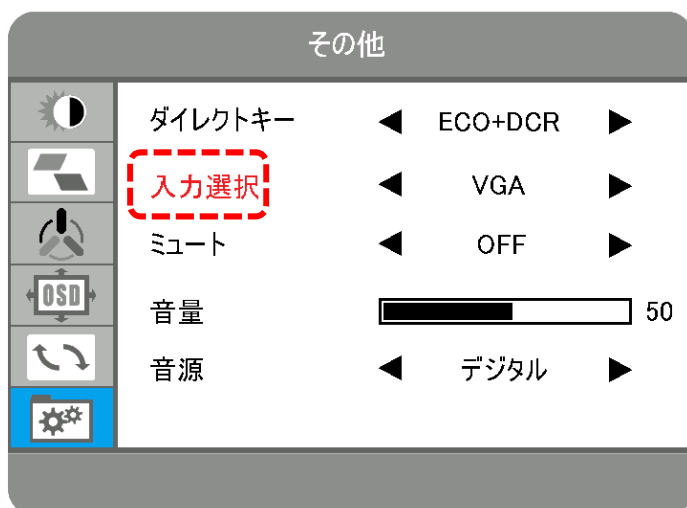 その他
ダイレクトキー ECO+DCR
入力選択 VGA
ミュート OFF
OSD
音量 50
音源 デジタル